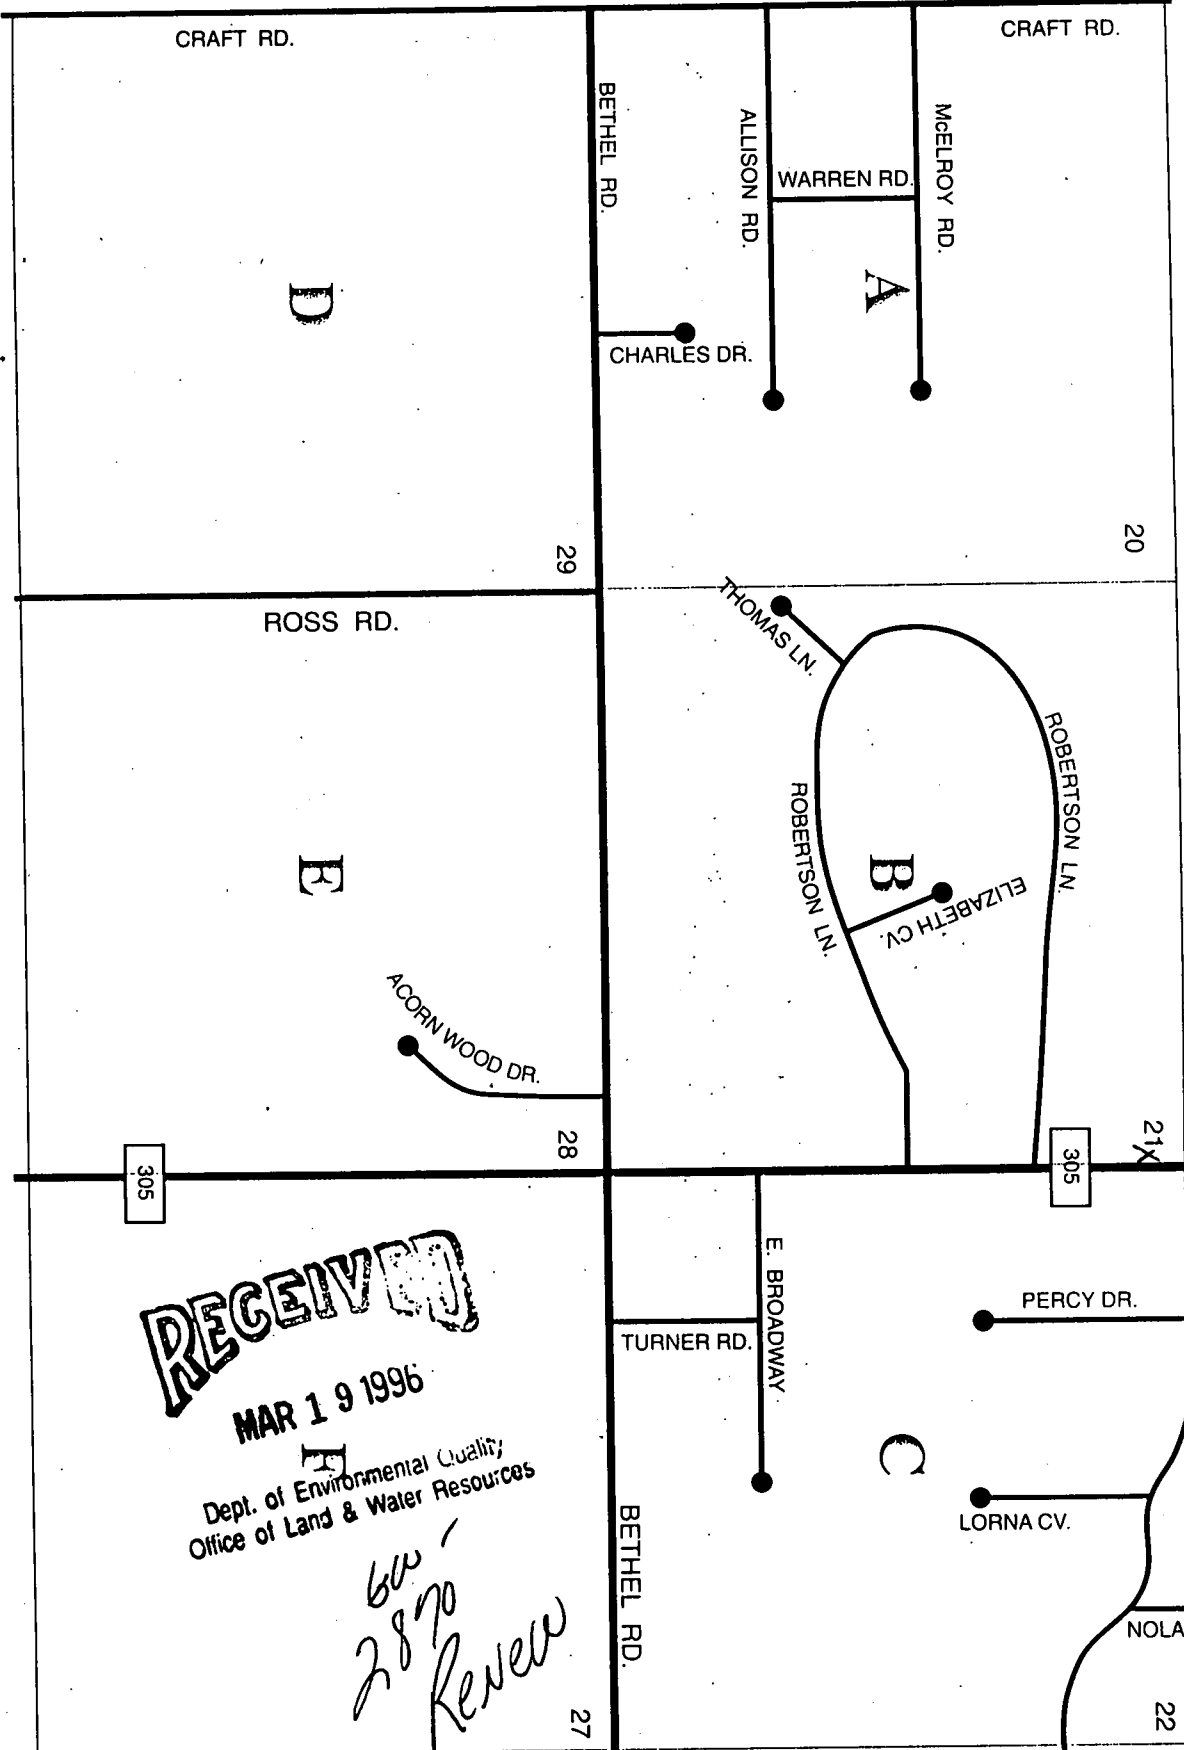 CRAFT RD.
CRAFT RD.
BETHEL RD.
ALLISON RD.
McELROY RD.
WARREN RD.
A
D
CHARLES DR.
20
29
THOMAS LN.
ROSS RD.
ROBERTSON LN.
ROBERTSON LN.
B
ELIZABETH CV.
E
ACORN WOOD DR.
28
21X
305
305
E. BROADWAY
PERCY DR.
TURNER RD.
C
LORNA CV.
BETHEL RD.
NOLA
22
27
RECEIVED
MAR 19 1996
F
Dept. of Environmental Quality
Office of Land & Water Resources
GW-
2870
Renew